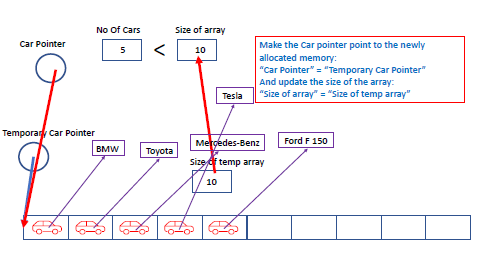 No Of Cars
Size of array
Car Pointer
5
<
10
Make the Car pointer point to the newly
allocated memory:
“Car Pointer” = “Temporary Car Pointer”
And update the size of the array:
“Size of array” = “Size of temp array”
Tesla
Temporary Car Pointer
BMW
Toyota
Mercedes-Benz
Ford F 150
Size of temp array
10